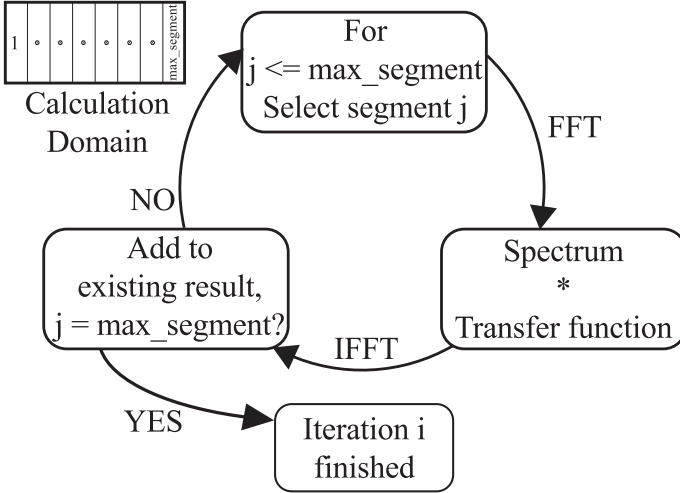 1
max_segment
Calculation
Domain
For
j <= max_segment
Select segment j
FFT
Spectrum
*
Transfer function
IFFT
Add to
existing result,
j = max_segment?
NO
YES
Iteration i
finished